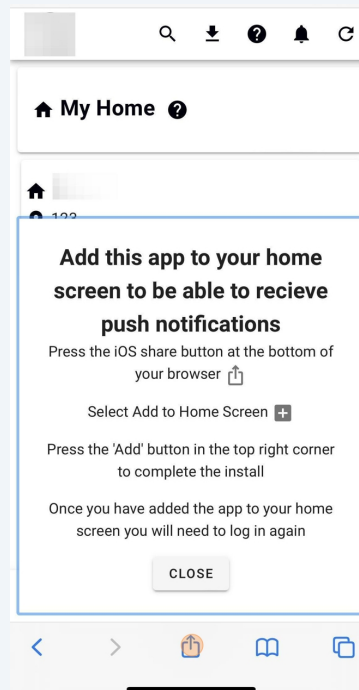 My Home
123
Add this app to your home
screen to be able to recieve
push notifications
Press the iOS share button at the bottom of
your browser
Select Add to Home Screen
Press the 'Add' button in the top right corner
to complete the install
Once you have added the app to your home
screen you will need to log in again
CLOSE